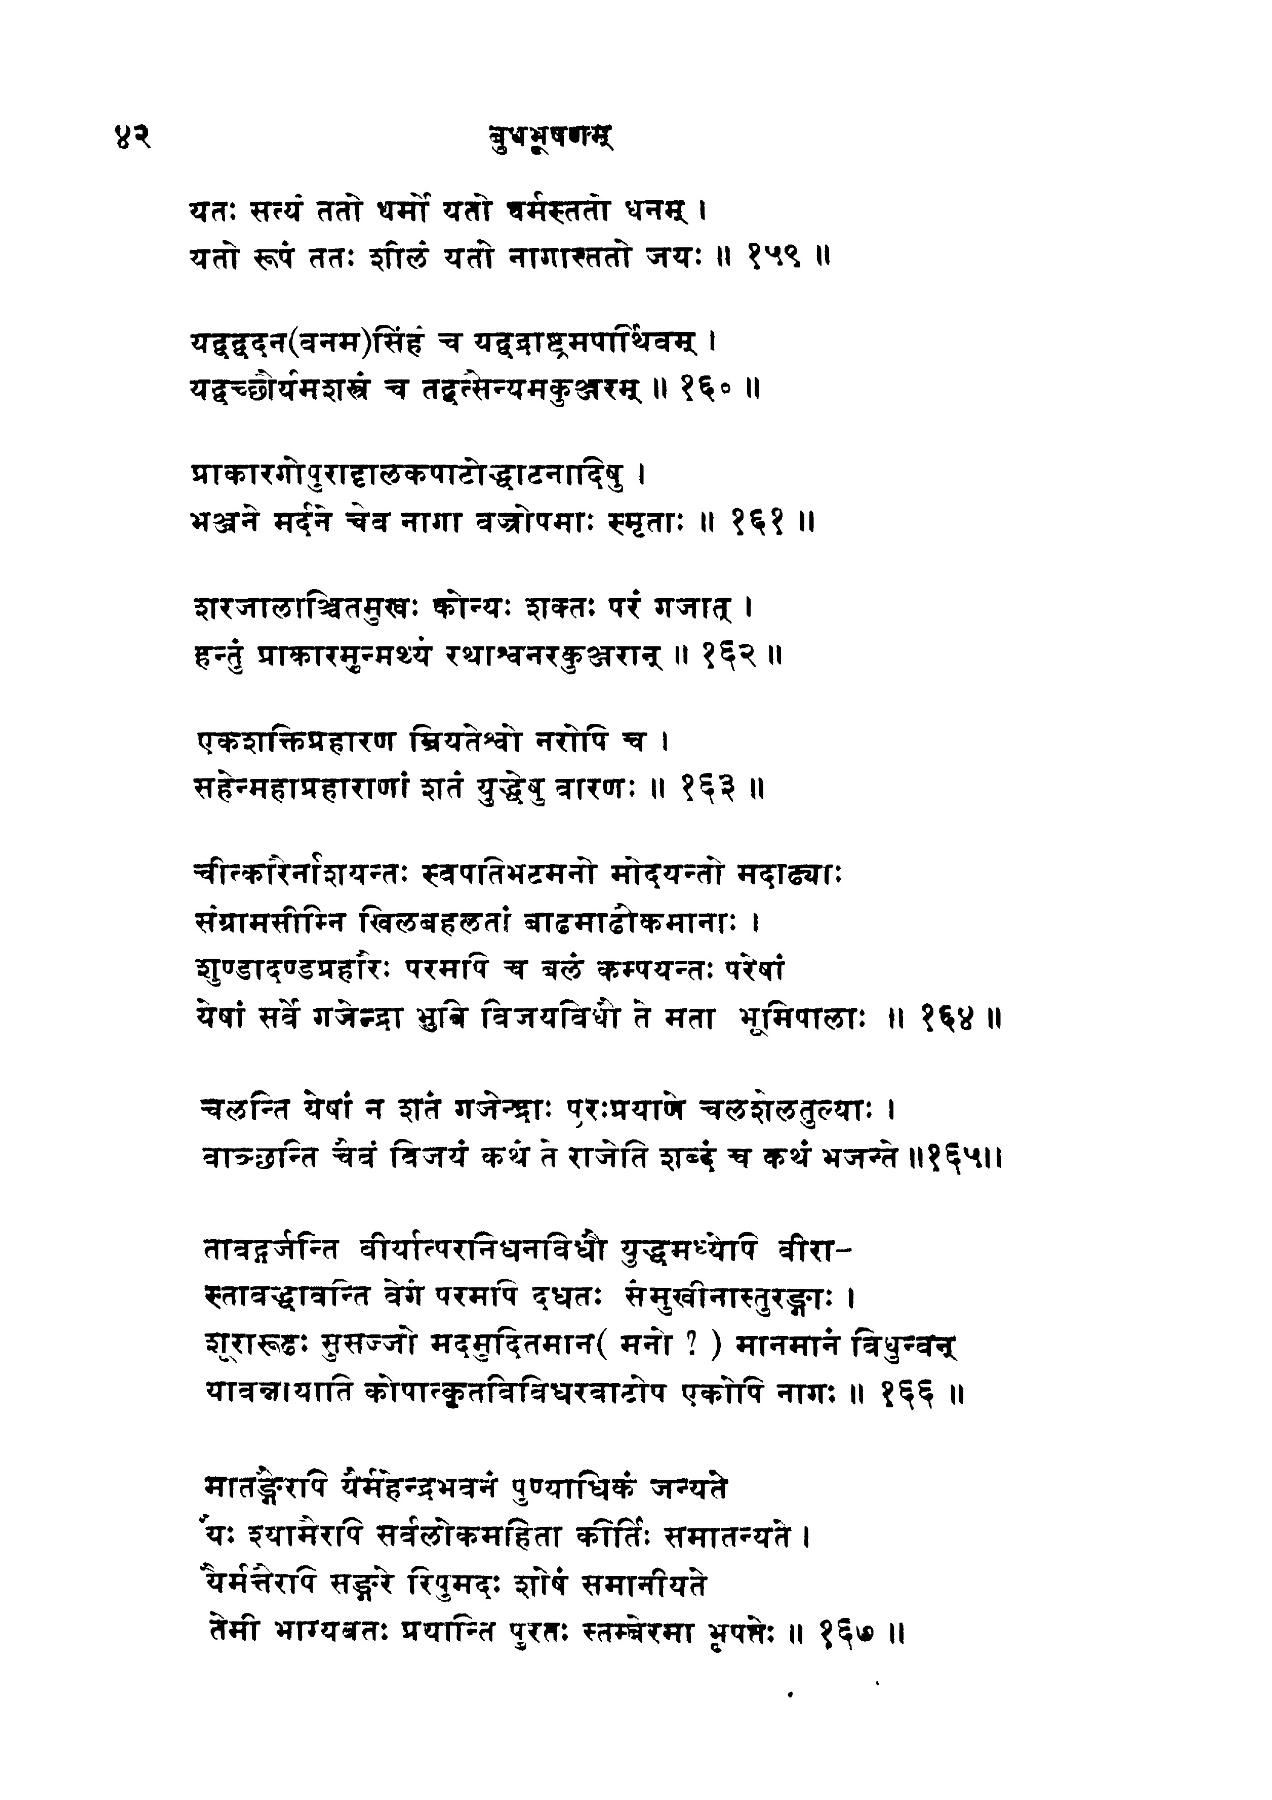 ४२ बुधभूषणम्
यतः सत्यं ततो धर्मो यतो धर्मस्ततो धनम् ।
यतो रूपं ततः शीलं यतो नागास्ततो जयः ॥ १५९ ॥
यद्वद्वदन(वनम)सिंहं च यद्वद्राष्ट्रमपार्थिवम् ।
यद्वच्छौर्यमशस्त्रं च तद्वत्सैन्यमकुञ्जरम् ॥ १६० ॥
प्राकारगोपुराट्टालकपाटोद्धाटनादिषु ।
भञ्जने मर्दने चैव नागा वज्रोपमाः स्मृताः ॥ १६१ ॥
शरजालाञ्चितमुखः कोन्यः शक्तः परं गजात् ।
हन्तुं प्राकारमुन्मथ्यं रथाश्वनरकुञ्जरान् ॥ १६२ ॥
एकशक्तिप्रहारण म्रियतेश्वो नरोपि च ।
सहेन्महाप्रहाराणां शतं युद्धेषु वारणः ॥ १६३ ॥
चीत्कारैर्नाशयन्तः स्वपतिभटमनो मोदयन्तो मदाढ्याः
संग्रामसीम्नि खिलबहलतां बाढमाढौकमानाः ।
शुण्डादण्डप्रहारैः परमपि च बलं कम्पयन्तः परेषां
येषां सर्वे गजेन्द्रा भुवि विजयविधौ ते मता भूमिपालाः ॥ १६४ ॥
चलन्ति येषां न शतं गजेन्द्राः पुरःप्रयाणे चलशैलतुल्याः ।
वाञ्छन्ति चैवं विजयं कथं ते राजेति शब्दं च कथं भजन्ते ॥१६५॥
तावद्गर्जन्ति वीर्यात्परनिधनविधौ युद्धमध्येपि वीरा-
स्तावद्धावन्ति वेगं परमपि दधतः संमुखीनास्तुरङ्गाः ।
शूरारूढः सुसज्जो मदमुदितमान( मनो ? ) मानमानं विधुन्वन्
यावन्नायाति कोपात्कृतविविधरवाटोप एकोपि नागः ॥ १६६ ॥
मातङ्गैरपि यैर्महेन्द्रभवनं पुण्याधिकं जन्यते
यैः श्यामैरपि सर्वलोकमहिता कीर्तिः समातन्यते ।
यैर्मत्तैरपि सङ्गरे रिपुमदः शोषं समानीयते
तेमी भाग्यवतः प्रयान्ति पुरतः स्तम्बेरमा भूपतेः ॥ १६७ ॥